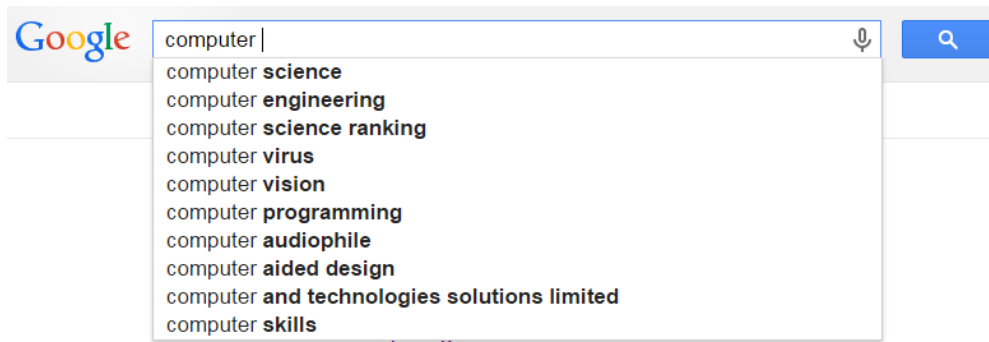 Google computer
computer science
computer engineering
computer science ranking
computer virus
computer vision
computer programming
computer audiophile
computer aided design
computer and technologies solutions limited
computer skills